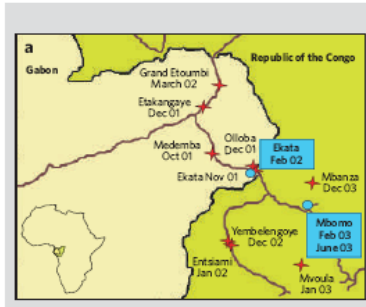 a
Gabon
Republic of the Congo
Grand Etoumbi
March 02
Etakangaye
Dec 01
Medemba
Oct 01
Olloba
Dec 01
Ekata
Feb 02
Ekata Nov 01
Mbanza
Dec 03
Mbomo
Feb 03
June 03
Yembelengoye
Dec 02
Entsiami
Jan 02
Mvoula
Jan 03